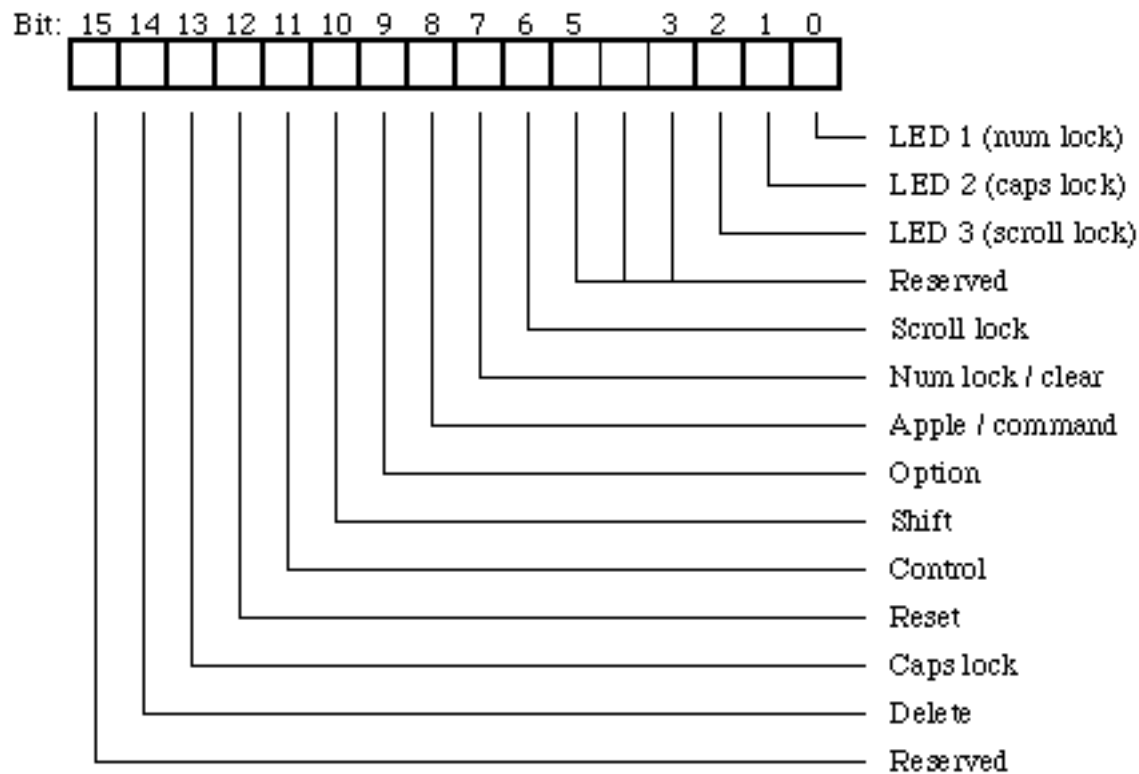 Bit: 15 14 13 12 11 10 9 8 7 6 5 3 2 1 0
LED 1 (num lock)
LED 2 (caps lock)
LED 3 (scroll lock)
Reserved
Scroll lock
Num lock / clear
Apple / command
Option
Shift
Control
Reset
Caps lock
Delete
Reserved